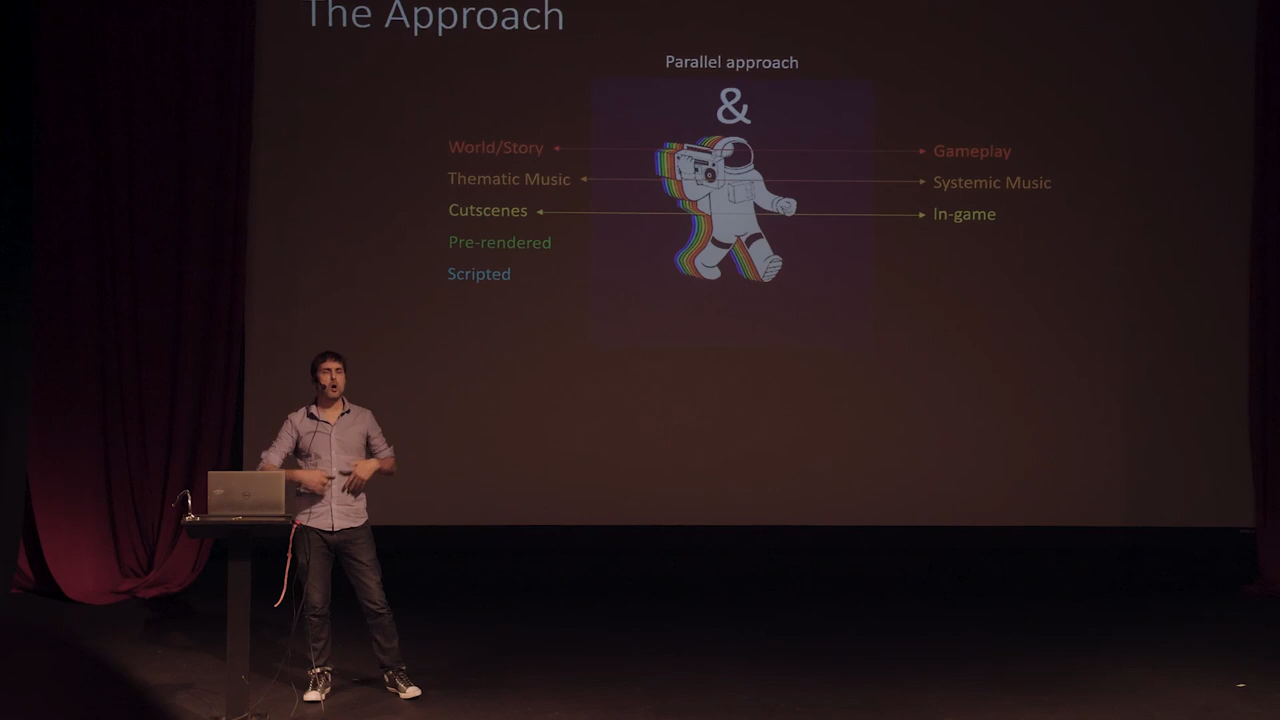 The Approach
Parallel approach
&
World/Story
Gameplay
Thematic Music
Systemic Music
Cutscenes
In-game
Pre-rendered
Scripted